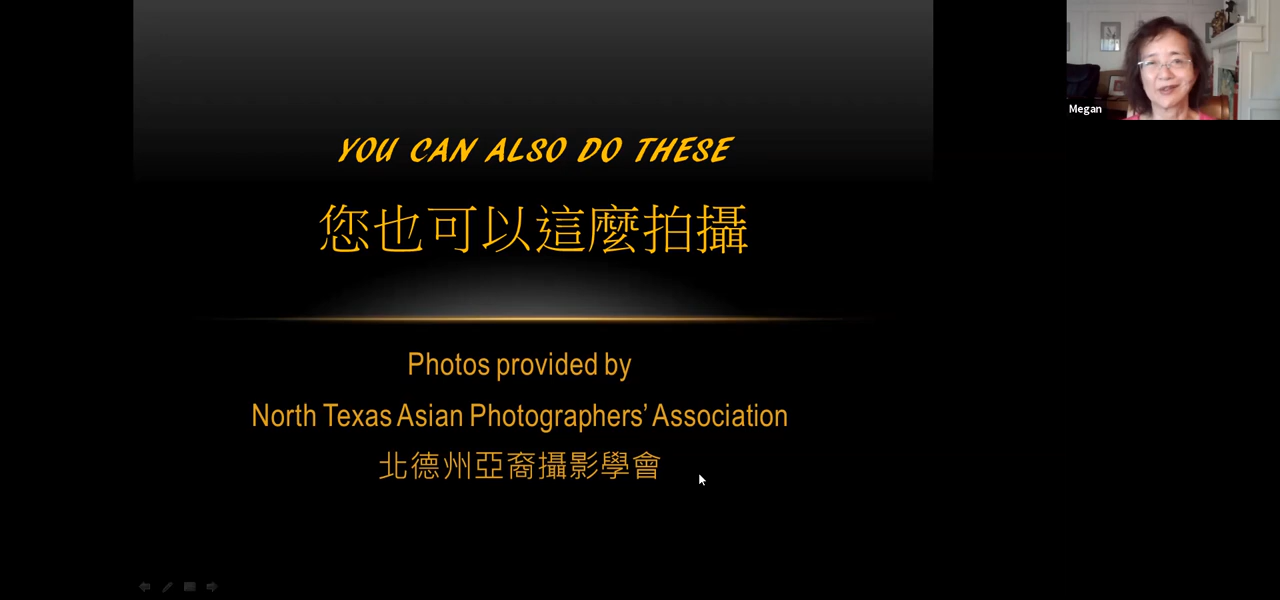 YOU CAN ALSO DO THESE
您也可以這麼拍攝
Photos provided by
North Texas Asian Photographers’ Association
北德州亞裔攝影學會
Megan